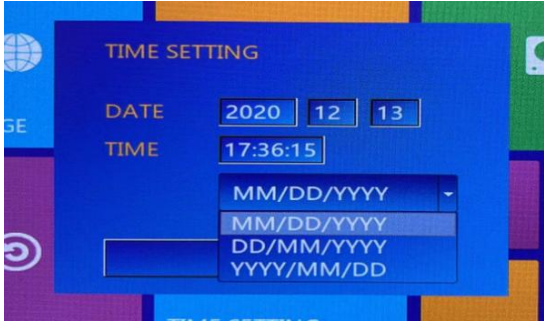 TIME SETTING
DATE 2020 12 13
GE
TIME 17:36:15
MM/DD/YYYY
MM/DD/YYYY
DD/MM/YYYY
YYYY/MM/DD
TIME SETTING